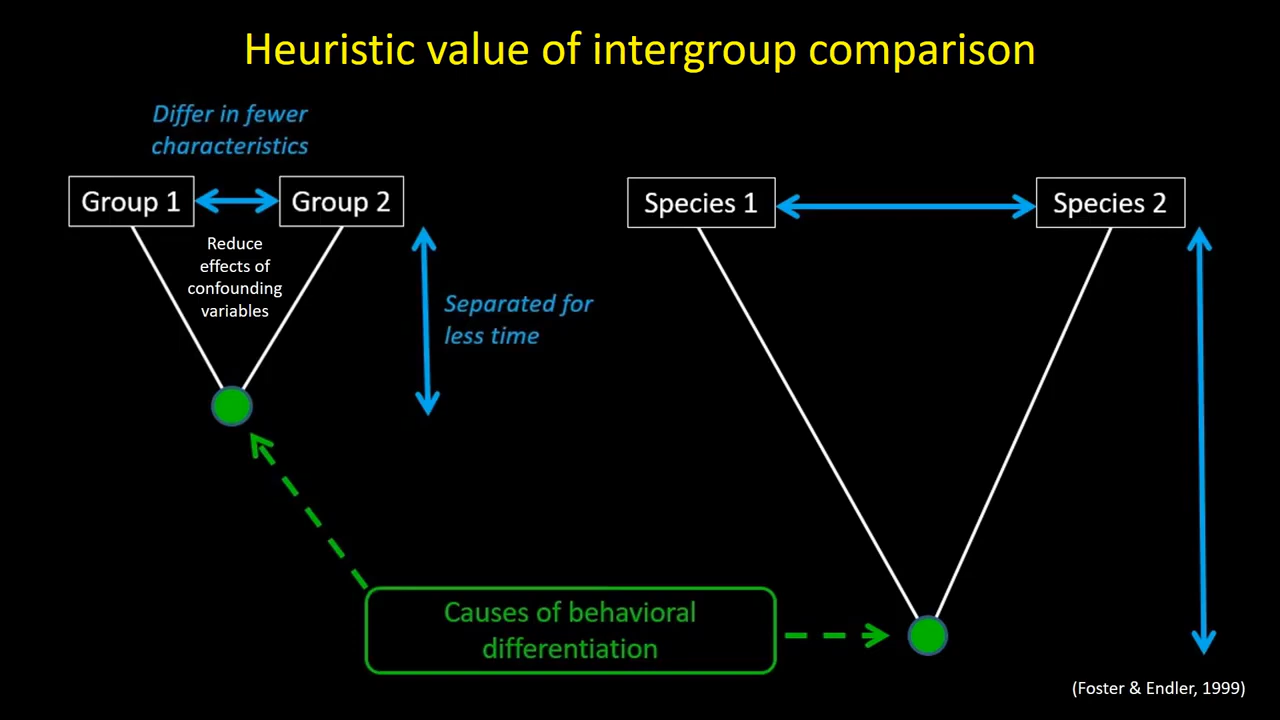 Heuristic value of intergroup comparison
Differ in fewer
characteristics
Group 1
Group 2
Species 1
Species 2
Reduce
effects of
confounding
variables
Separated for
less time
Causes of behavioral
differentiation
(Foster & Endler, 1999)